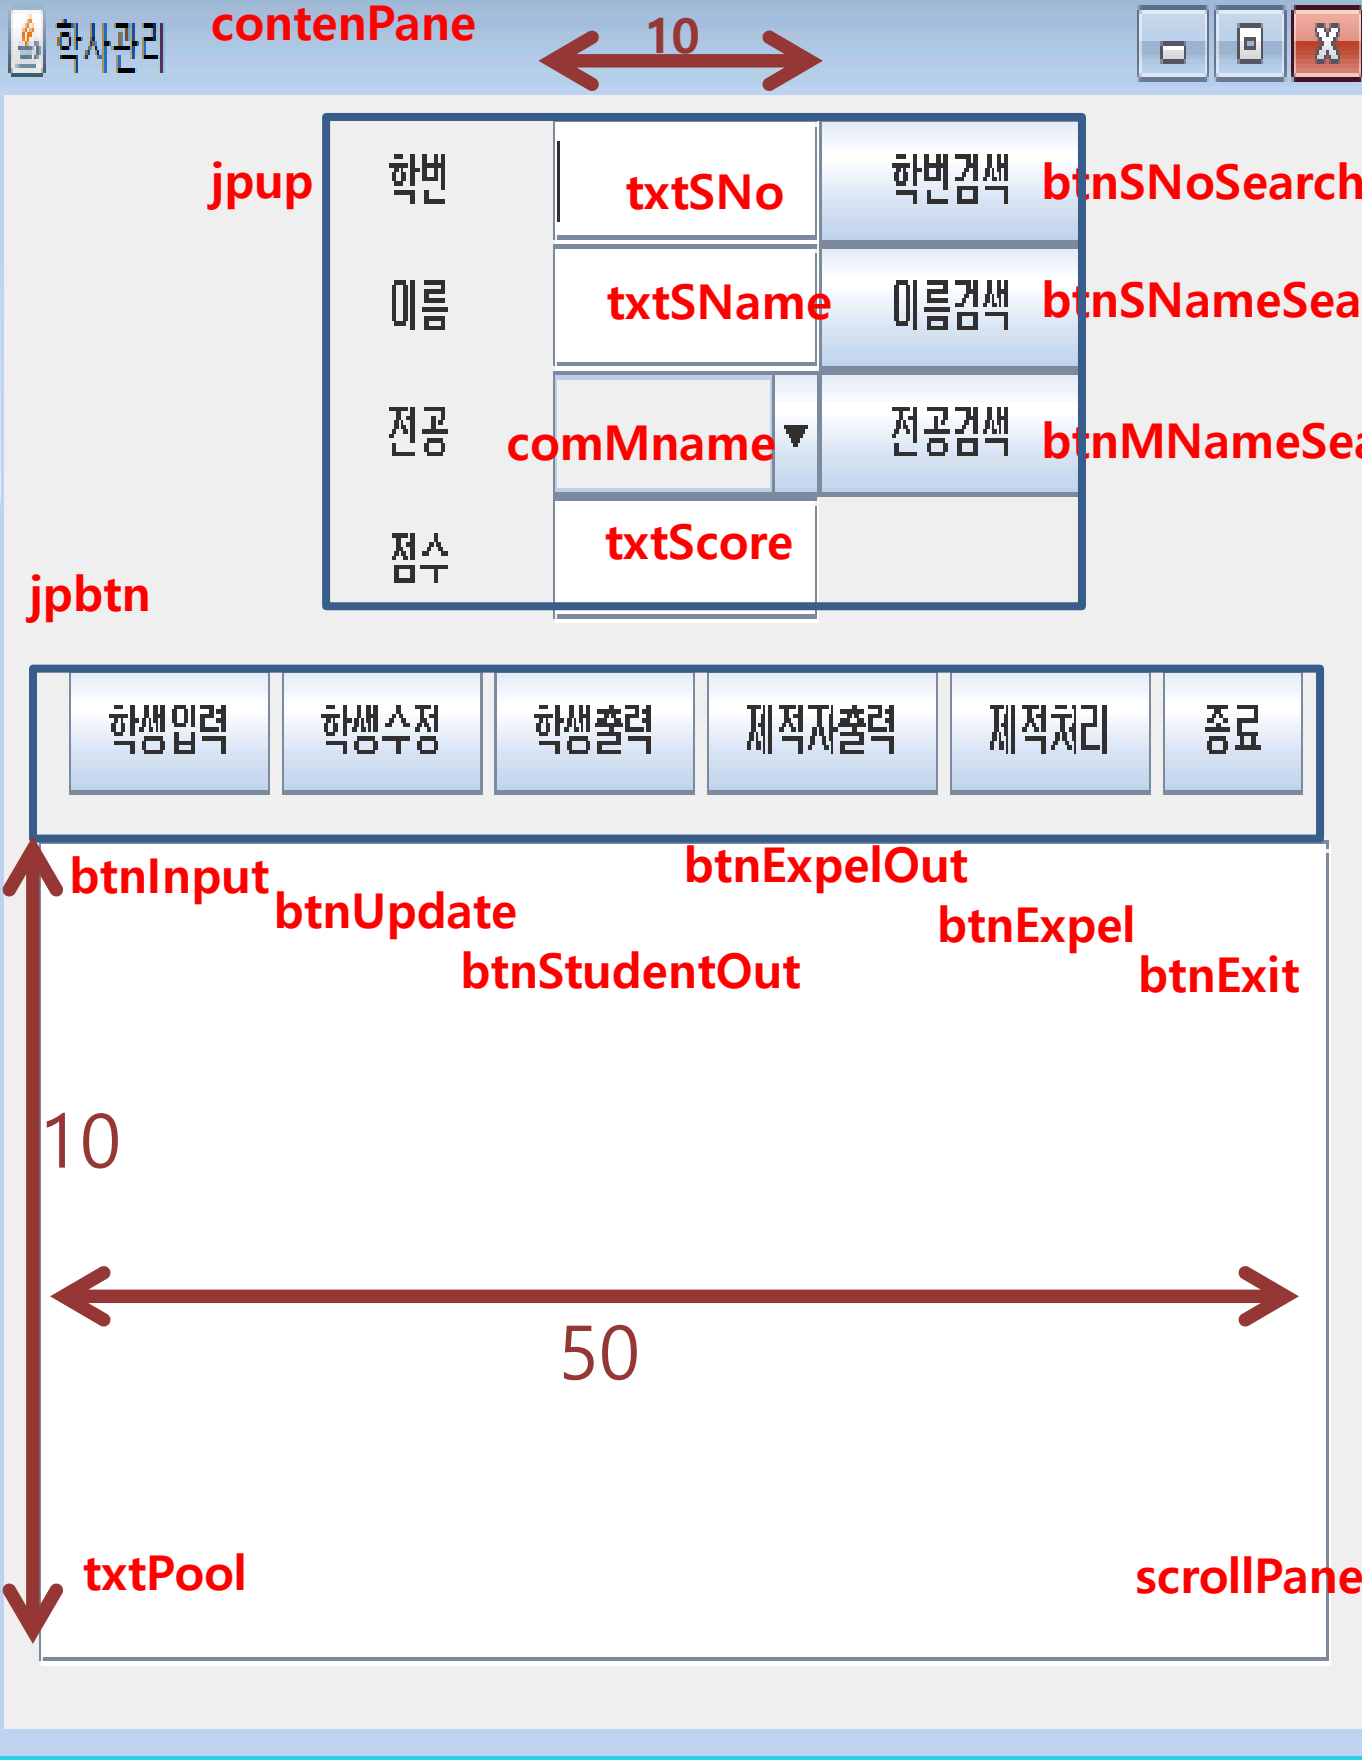 학사관리 contenPane 10
jpup 학번 txtSNo 학번검색 btnSNoSearch
이름 txtSName 이름검색 btnSNameSea
전공 comMname 전공검색 btnMNameSea
점수 txtScore
jpbtn
학생입력 학생수정 학생출력 제적자출력 제적처리 종료
btnInput btnUpdate btnStudentOut btnExpelOut btnExpel btnExit
10
50
txtPool scrollPane